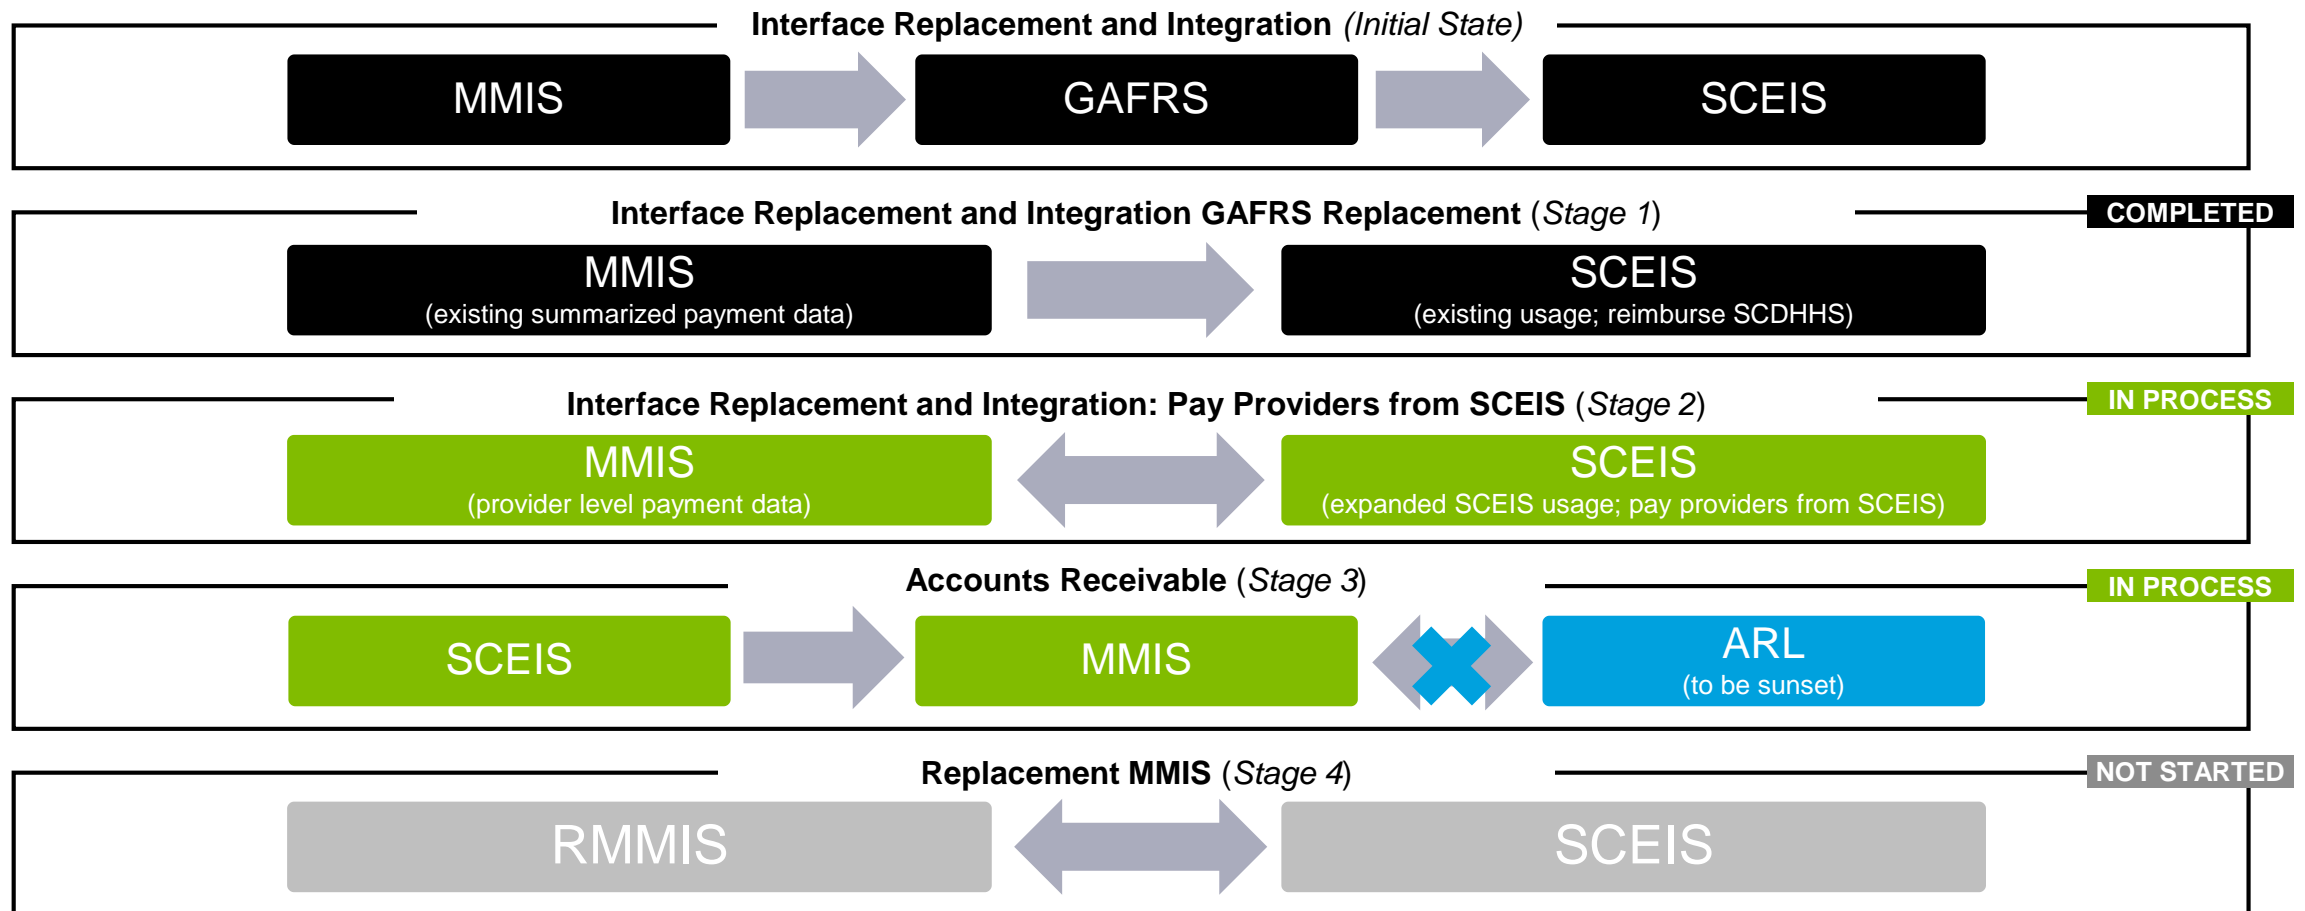 Interface Replacement and Integration (Initial State)
MMIS
GAFRS
SCEIS
Interface Replacement and Integration GAFRS Replacement (Stage 1)
COMPLETED
MMIS
(existing summarized payment data)
SCEIS
(existing usage; reimburse SCDHHS)
Interface Replacement and Integration: Pay Providers from SCEIS (Stage 2)
IN PROCESS
MMIS
(provider level payment data)
SCEIS
(expanded SCEIS usage; pay providers from SCEIS)
Accounts Receivable (Stage 3)
IN PROCESS
SCEIS
MMIS
ARL
(to be sunset)
Replacement MMIS (Stage 4)
NOT STARTED
RMMIS
SCEIS